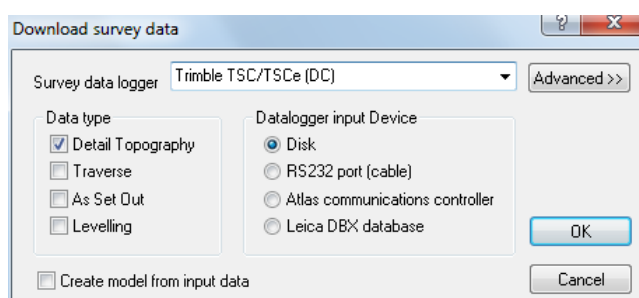 Download survey data
?
X
Survey data logger
Trimble TSC/TSCe (DC)
Advanced >>
Data type
Detail Topography
Traverse
As Set Out
Levelling
Datalogger input Device
Disk
RS232 port (cable)
Atlas communications controller
Leica DBX database
OK
Create model from input data
Cancel